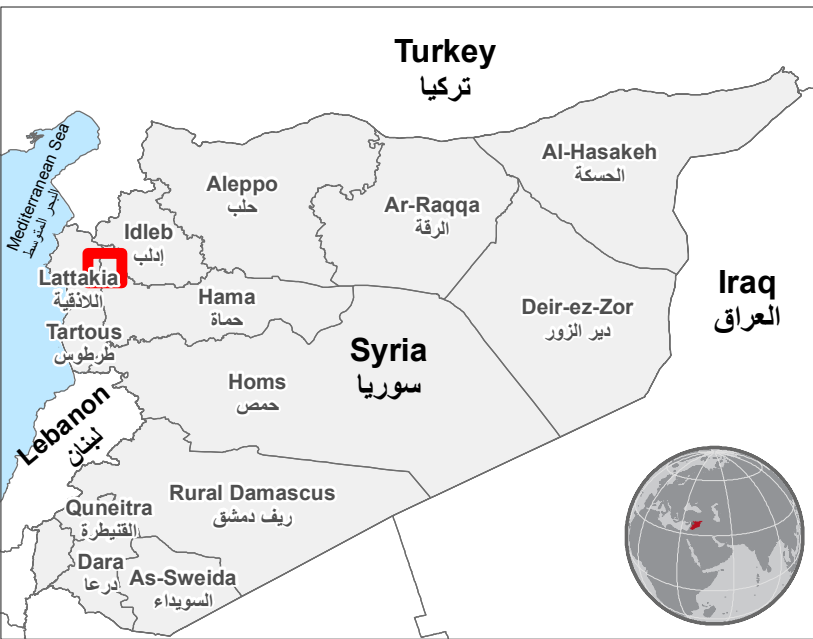 Turkey
تركيا
Mediterranean Sea
البحر المتوسط
Al-Hasakeh
الحسكة
Aleppo
حلب
Ar-Raqqa
الرقة
Idleb
إدلب
Lattakia
اللاذقية
Hama
حماة
Deir-ez-Zor
دير الزور
Iraq
العراق
Tartous
طرطوس
Syria
سوريا
Homs
حمص
Lebanon
لبنان
Rural Damascus
ريف دمشق
Quneitra
القنيطرة
Dara
درعا
As-Sweida
السويداء